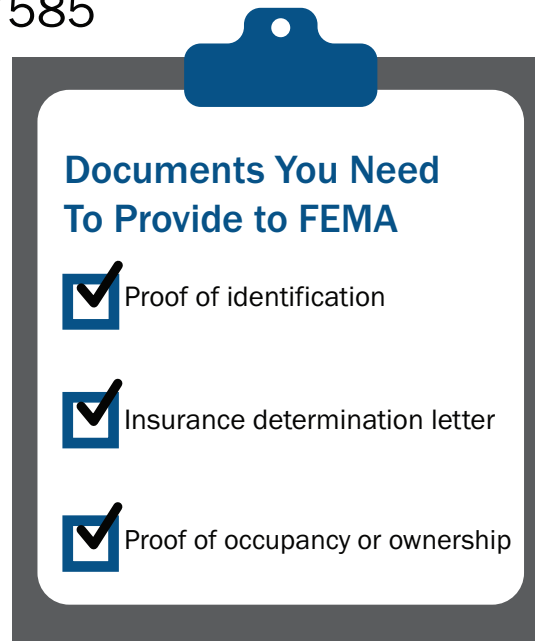 585
Documents You Need
To Provide to FEMA
Proof of identification
Insurance determination letter
Proof of occupancy or ownership